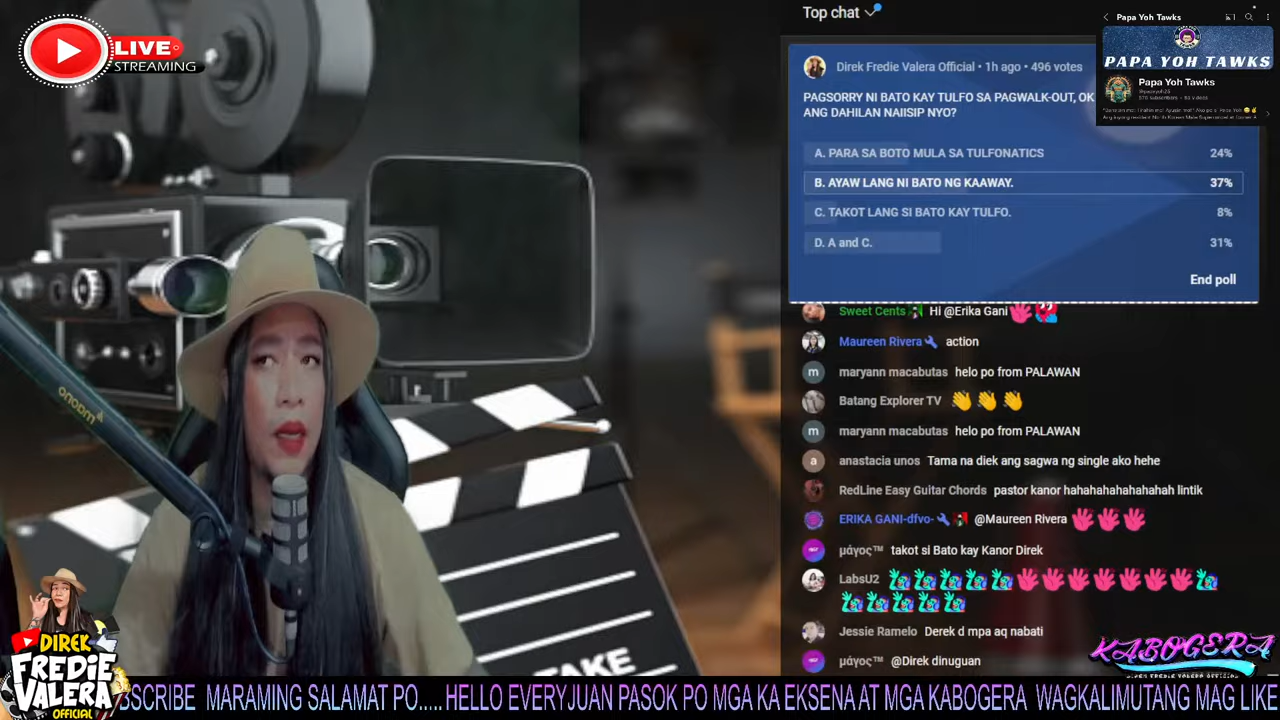 LIVE
STREAMING
Top chat
Papa Yoh Tawks
PAPA YOH TAWKS
Papa Yoh Tawks
Direk Fredie Valera Official • 1h ago • 496 votes
PAGSORRY NI BATO KAY TULFO SA PAGWALK-OUT, OK
ANG DAHILAN NAIISIP NYO?
A. PARA SA BOTO MULA SA TULFONATICS 24%
B. AYAW LANG NI BATO NG KAAWAY. 37%
C. TAKOT LANG SI BATO KAY TULFO. 8%
D. A and C. 31%
End poll
Sweet Cents Hi @Erika Gani
Maureen Rivera action
m maryann macabutas helo po from PALAWAN
Batang Explorer TV 👋 👋 👋
m maryann macabutas helo po from PALAWAN
a anastacia unos Tama na diek ang sagwa ng single ako hehe
RedLine Easy Guitar Chords pastor kanor hahahahahahahahah lintik
ERIKA GANI-dfvo- @Maureen Rivera
μάγος™ takot si Bato kay Kanor Direk
LabsU2
Jessie Ramelo Derek d mpa aq nabati
μάγος™ @Direk dinuguan
maono
TAKE
DIREK
FREDIE
VALERA
OFFICIAL
KABOGERA
BSCRIBE MARAMING SALAMAT PO..... HELLO EVERYJUAN PASOK PO MGA KA EKSENA AT MGA KABOGERA WAGKALIMUTANG MAG LIKE